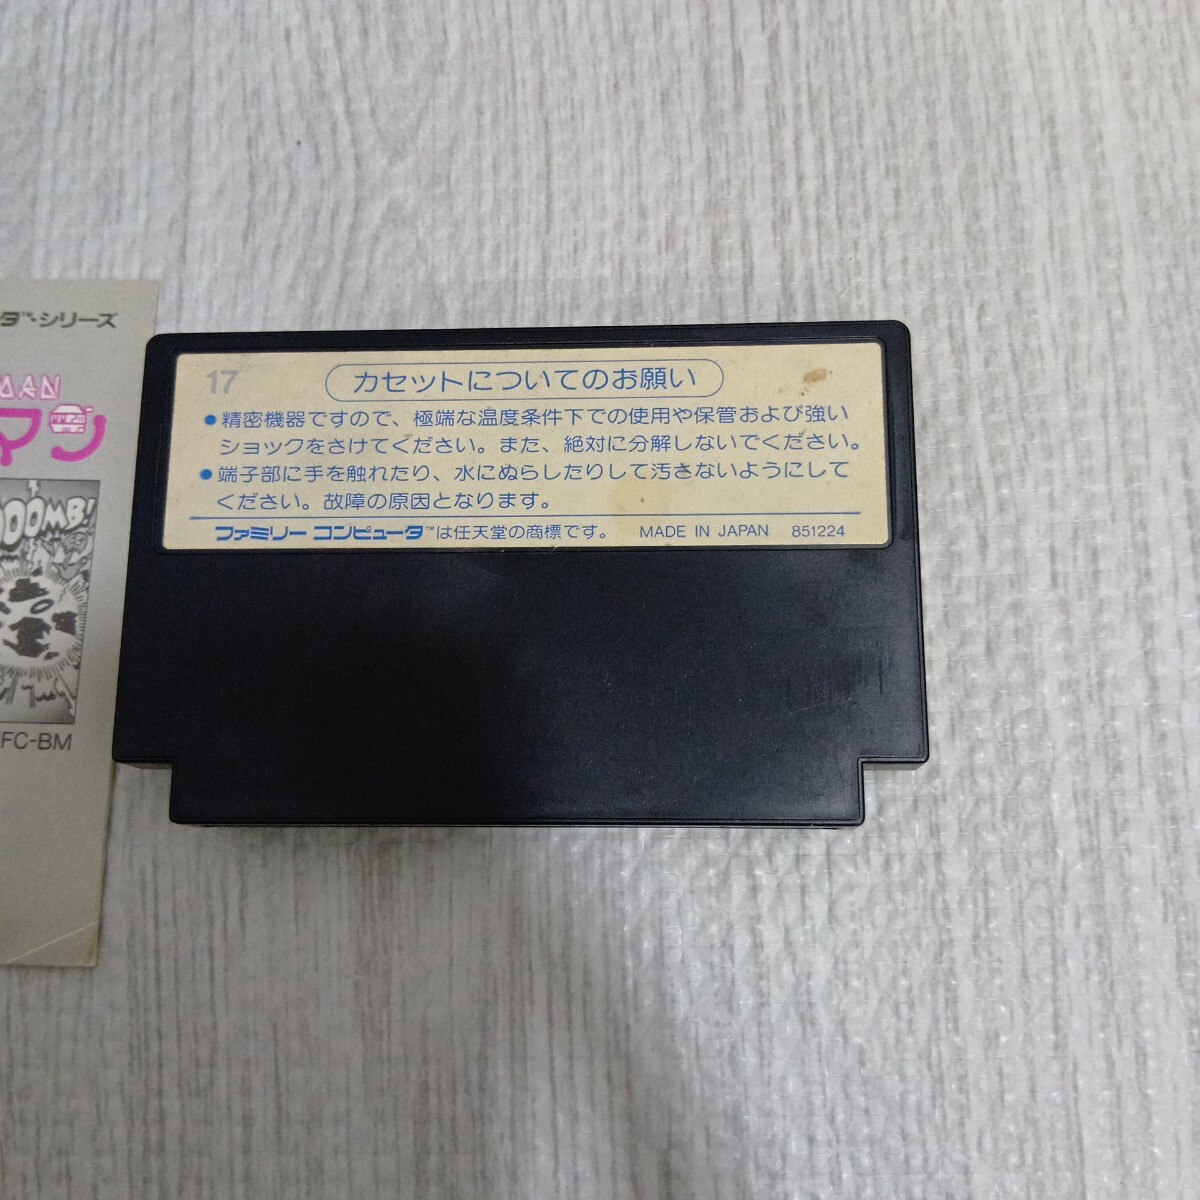 タ™・シリーズ
MAN
マン
OOMB!
FC-BM
17
カセットについてのお願い
●精密機器ですので、極端な温度条件下での使用や保管および強い
ショックをさけてください。また、絶対に分解しないでください。
●端子部に手を触れたり、水にぬらしたりして汚さないようにして
ください。故障の原因となります。
ファミリー コンピュータ™は任天堂の商標です。 MADE IN JAPAN 851224